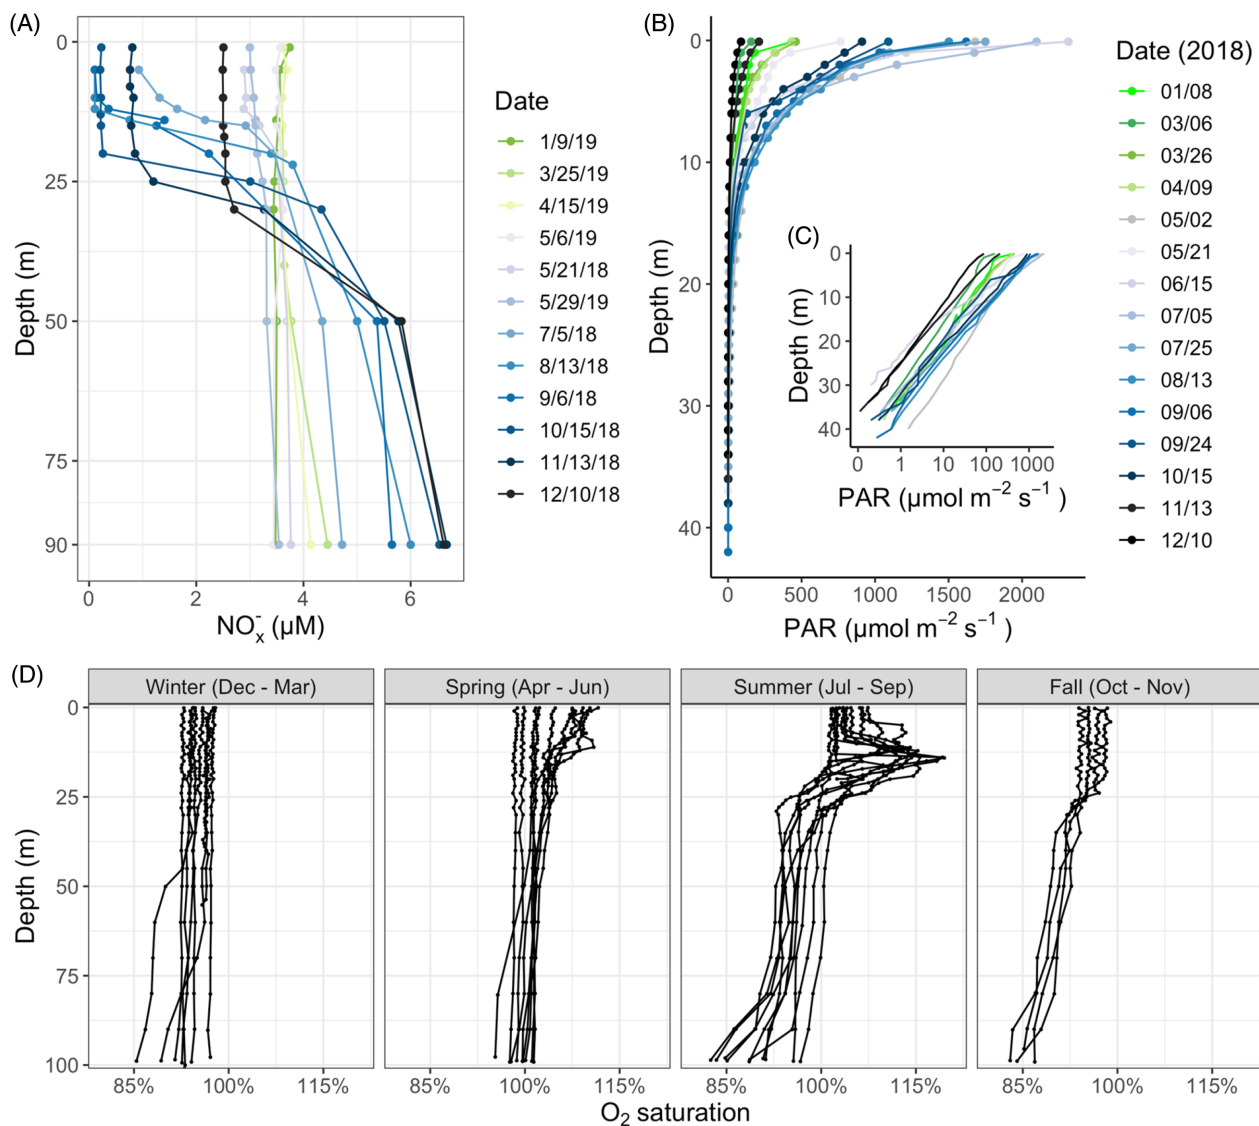 (A)
0
25
50
75
90
Depth (m)
0 2 4 6
NOx- (µM)
Date
1/9/19
3/25/19
4/15/19
5/6/19
5/21/18
5/29/19
7/5/18
8/13/18
9/6/18
10/15/18
11/13/18
12/10/18
(B)
0
10
20
30
40
Depth (m)
0 500 1000 1500 2000
PAR (µmol m−2 s−1 )
(C)
0
10
20
30
40
Depth (m)
0 1 10 100 1000
PAR (µmol m−2 s−1 )
Date (2018)
01/08
03/06
03/26
04/09
05/02
05/21
06/15
07/05
07/25
08/13
09/06
09/24
10/15
11/13
12/10
(D)
Winter (Dec - Mar) Spring (Apr - Jun) Summer (Jul - Sep) Fall (Oct - Nov)
0
25
50
75
100
Depth (m)
85% 100% 115% 85% 100% 115% 85% 100% 115% 85% 100% 115%
O2 saturation